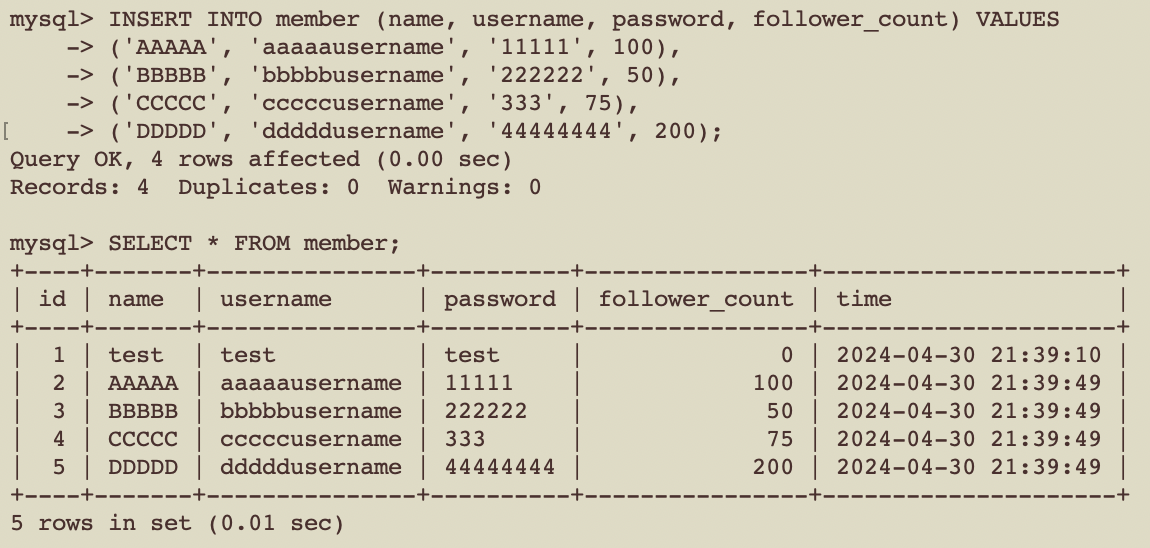 mysql> INSERT INTO member (name, username, password, follower_count) VALUES
    -> ('AAAAA', 'aaaaausername', '11111', 100),
    -> ('BBBBB', 'bbbbbusername', '222222', 50),
    -> ('CCCCC', 'cccccusername', '333', 75),
[    -> ('DDDDD', 'dddddusername', '44444444', 200);
Query OK, 4 rows affected (0.00 sec)
Records: 4  Duplicates: 0  Warnings: 0

mysql> SELECT * FROM member;
+----+-------+---------------+----------+----------------+---------------------+
| id | name  | username      | password | follower_count | time                |
+----+-------+---------------+----------+----------------+---------------------+
|  1 | test  | test          | test     |              0 | 2024-04-30 21:39:10 |
|  2 | AAAAA | aaaaausername | 11111    |            100 | 2024-04-30 21:39:49 |
|  3 | BBBBB | bbbbbusername | 222222   |             50 | 2024-04-30 21:39:49 |
|  4 | CCCCC | cccccusername | 333      |             75 | 2024-04-30 21:39:49 |
|  5 | DDDDD | dddddusername | 44444444 |            200 | 2024-04-30 21:39:49 |
+----+-------+---------------+----------+----------------+---------------------+
5 rows in set (0.01 sec)